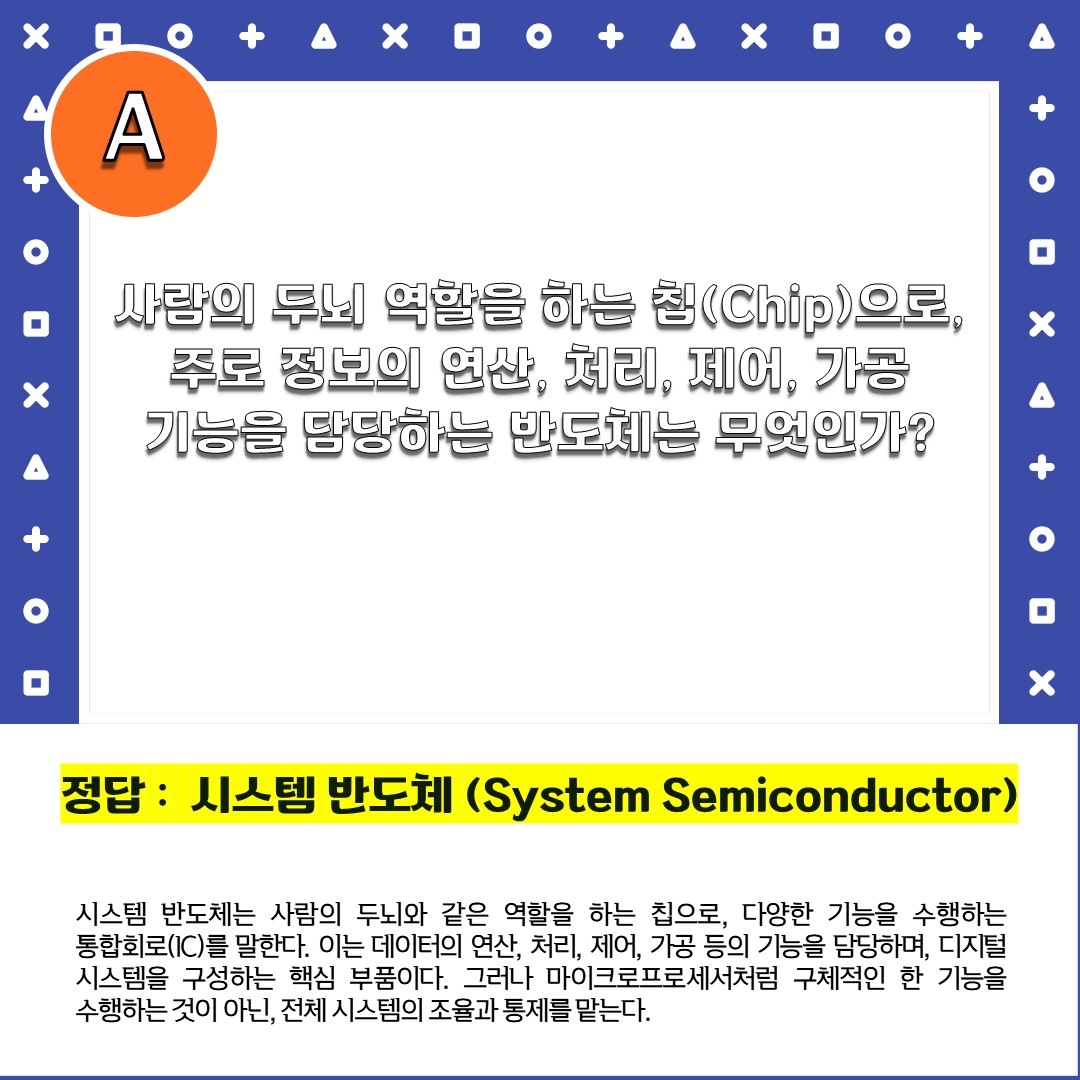 A
사람의 두뇌 역할을 하는 칩(Chip)으로,
주로 정보의 연산, 처리, 제어, 가공
기능을 담당하는 반도체는 무엇인가?
정답 : 시스템 반도체 (System Semiconductor)
시스템 반도체는 사람의 두뇌와 같은 역할을 하는 칩으로, 다양한 기능을 수행하는
통합회로(IC)를 말한다. 이는 데이터의 연산, 처리, 제어, 가공 등의 기능을 담당하며, 디지털
시스템을 구성하는 핵심 부품이다. 그러나 마이크로프로세서처럼 구체적인 한 기능을
수행하는 것이 아닌, 전체 시스템의 조율과 통제를 맡는다.